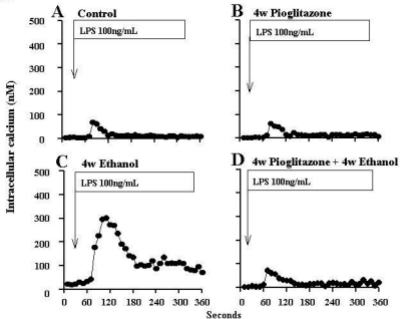 A Control
LPS 100ng/mL
500
400
300
200
100
0
B 4w Pioglitazone
LPS 100ng/mL
Intracellular calcium (nM)
C 4w Ethanol
LPS 100ng/mL
500
400
300
200
100
0
0 60 120 180 240 300 360
D 4w Pioglitazone + 4w Ethanol
LPS 100ng/mL
0 60 120 180 240 300 360
Seconds